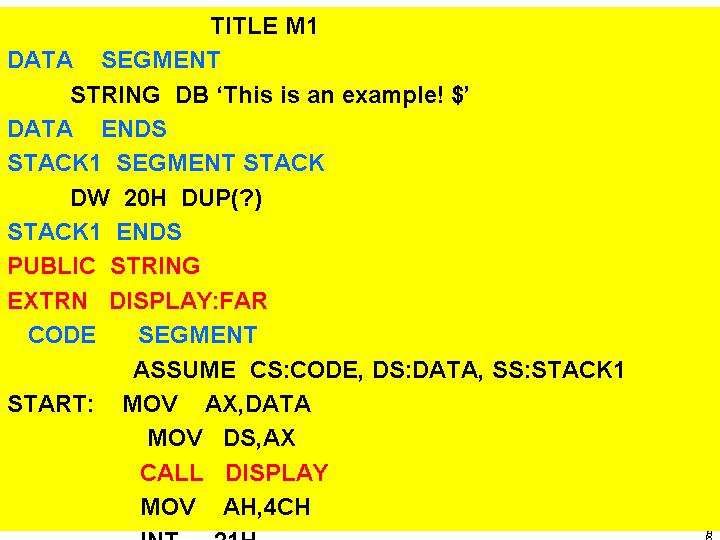 TITLE M1
DATA SEGMENT
STRING DB ‘This is an example! $’
DATA ENDS
STACK1 SEGMENT STACK
DW 20H DUP(?)
STACK1 ENDS
PUBLIC STRING
EXTRN DISPLAY:FAR
CODE SEGMENT
ASSUME CS:CODE, DS:DATA, SS:STACK1
START: MOV AX,DATA
MOV DS,AX
CALL DISPLAY
MOV AH,4CH
INT 21H